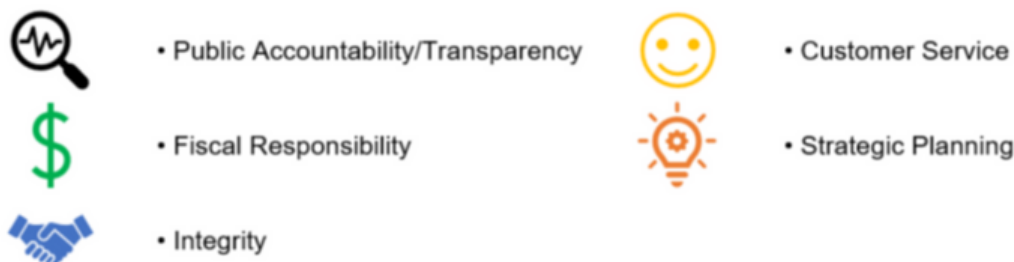 • Public Accountability/Transparency
• Customer Service
• Fiscal Responsibility
• Strategic Planning
• Integrity